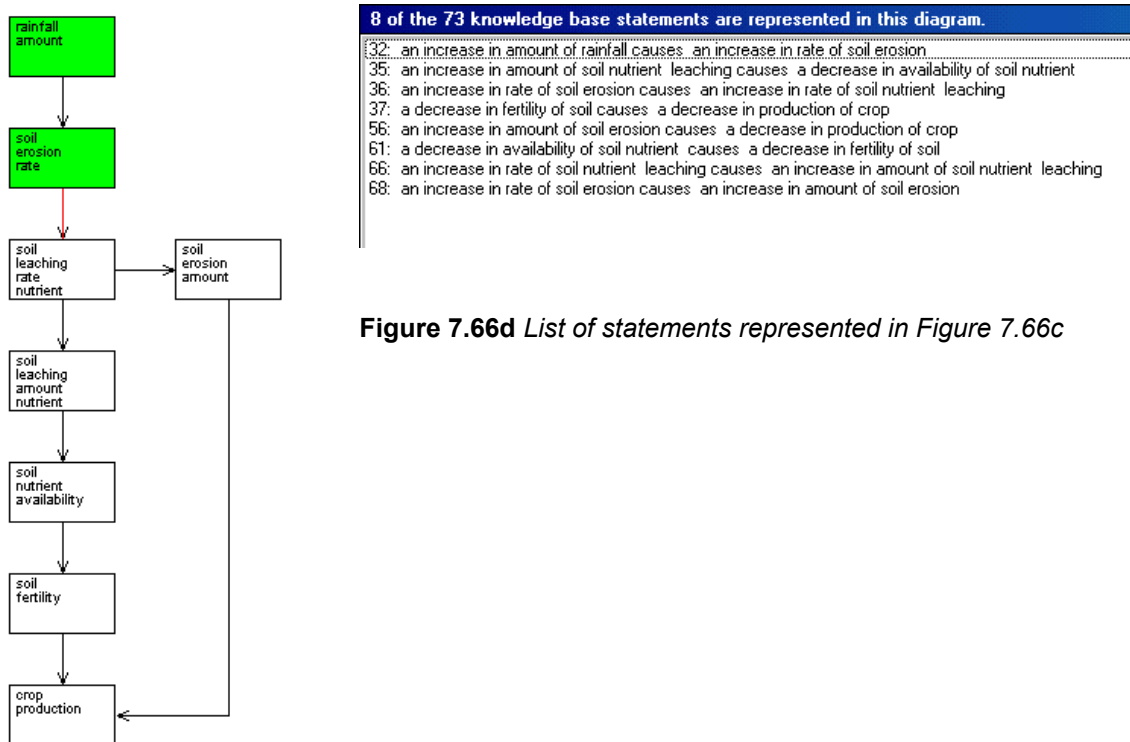 rainfall
amount
soil
erosion
rate
soil
leaching
rate
nutrient
soil
erosion
amount
soil
leaching
amount
nutrient
soil
nutrient
availability
soil
fertility
crop
production
8 of the 73 knowledge base statements are represented in this diagram.
32: an increase in amount of rainfall causes an increase in rate of soil erosion
35: an increase in amount of soil nutrient leaching causes a decrease in availability of soil nutrient
36: an increase in rate of soil erosion causes an increase in rate of soil nutrient leaching
37: a decrease in fertility of soil causes a decrease in production of crop
56: an increase in amount of soil erosion causes a decrease in production of crop
61: a decrease in availability of soil nutrient causes a decrease in fertility of soil
66: an increase in rate of soil nutrient leaching causes an increase in amount of soil nutrient leaching
68: an increase in rate of soil erosion causes an increase in amount of soil erosion
Figure 7.66d List of statements represented in Figure 7.66c